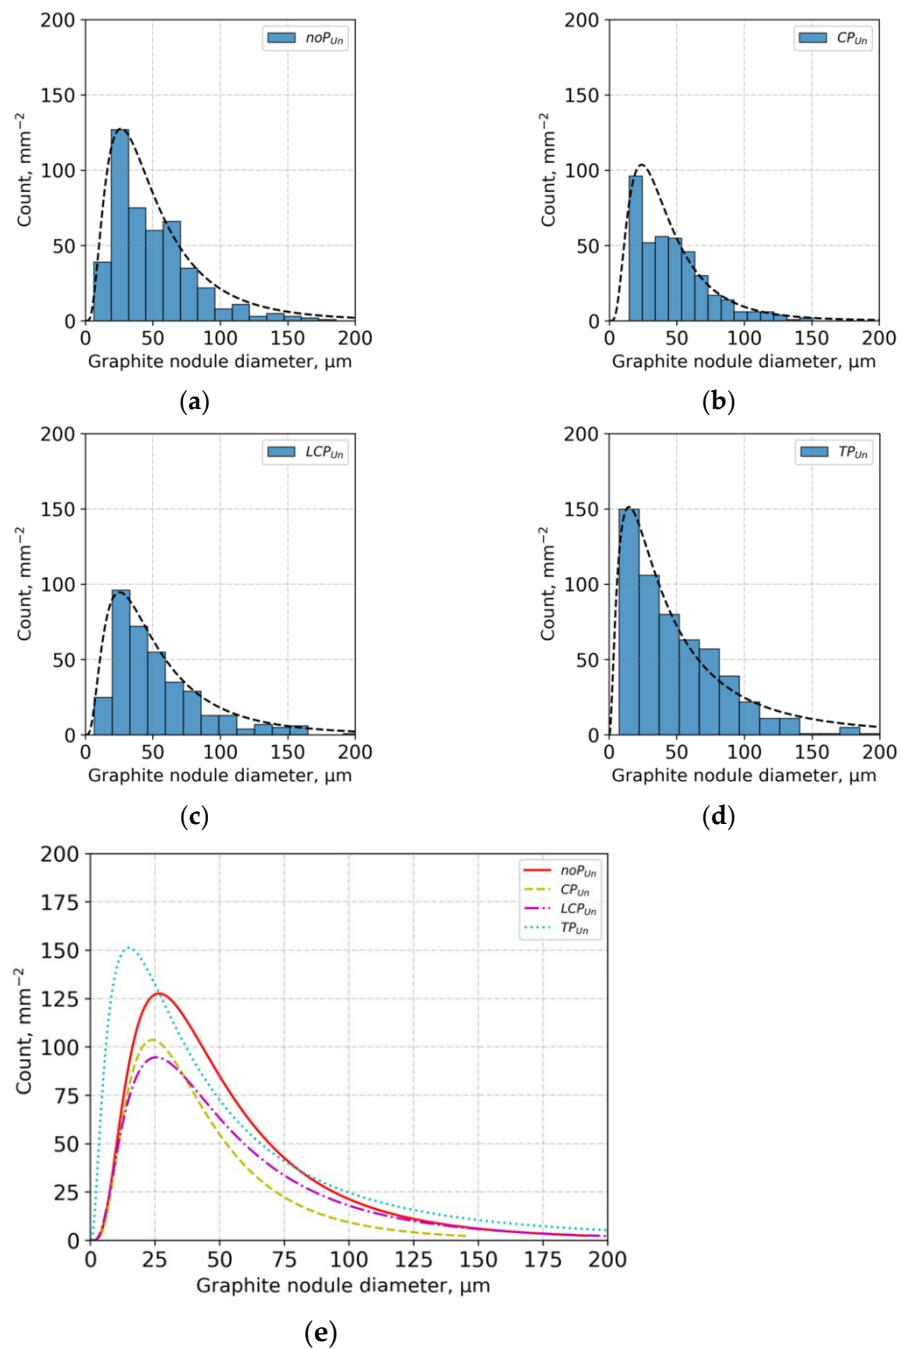 200
150
100
50
0
Count, mm⁻²
noP_Un
0 50 100 150 200
Graphite nodule diameter, µm
(a)
200
150
100
50
0
Count, mm⁻²
CP_Un
0 50 100 150 200
Graphite nodule diameter, µm
(b)
200
150
100
50
0
Count, mm⁻²
LCP_Un
0 50 100 150 200
Graphite nodule diameter, µm
(c)
200
150
100
50
0
Count, mm⁻²
TP_Un
0 50 100 150 200
Graphite nodule diameter, µm
(d)
200
175
150
125
100
75
50
25
0
Count, mm⁻²
noP_Un
CP_Un
LCP_Un
TP_Un
0 25 50 75 100 125 150 175 200
Graphite nodule diameter, µm
(e)